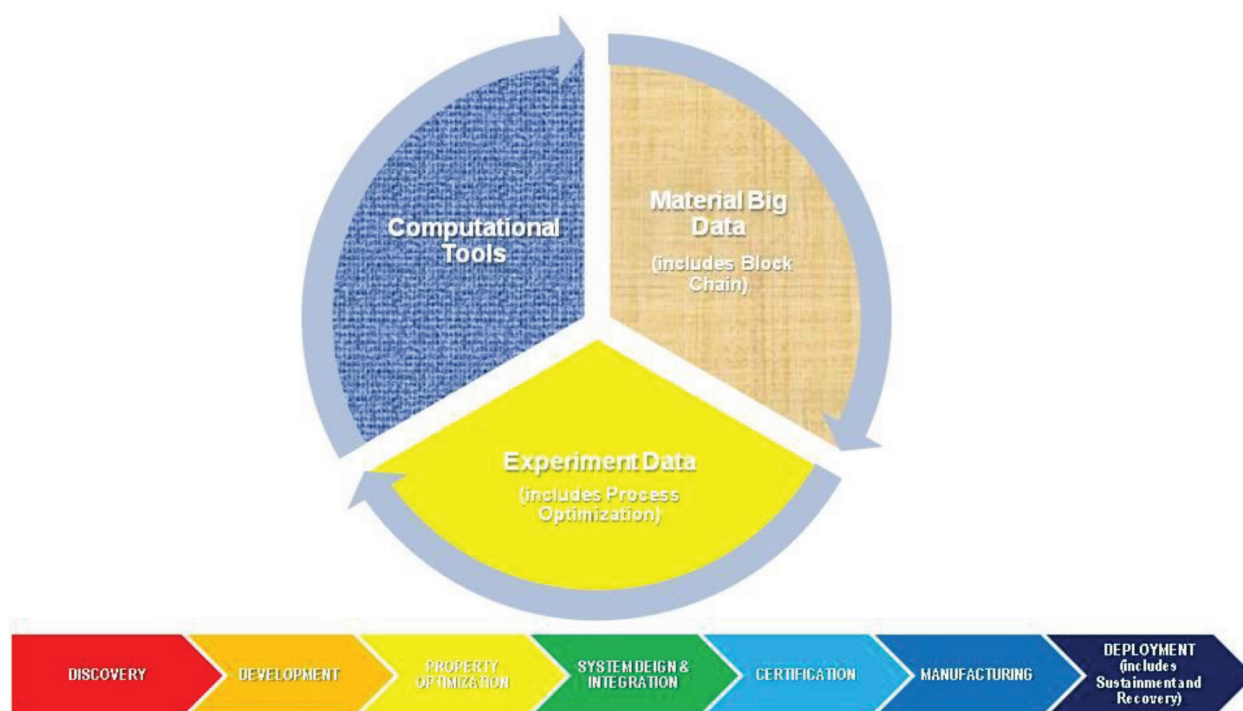 Computational
Tools
Material Big
Data
(includes Block
Chain)
Experiment Data
(includes Process
Optimization)
DISCOVERY
DEVELOPMENT
PROPERTY
OPTIMIZATION
SYSTEM DEIGN &
INTEGRATION
CERTIFICATION
MANUFACTURING
DEPLOYMENT
(includes
Sustainment and
Recovery)